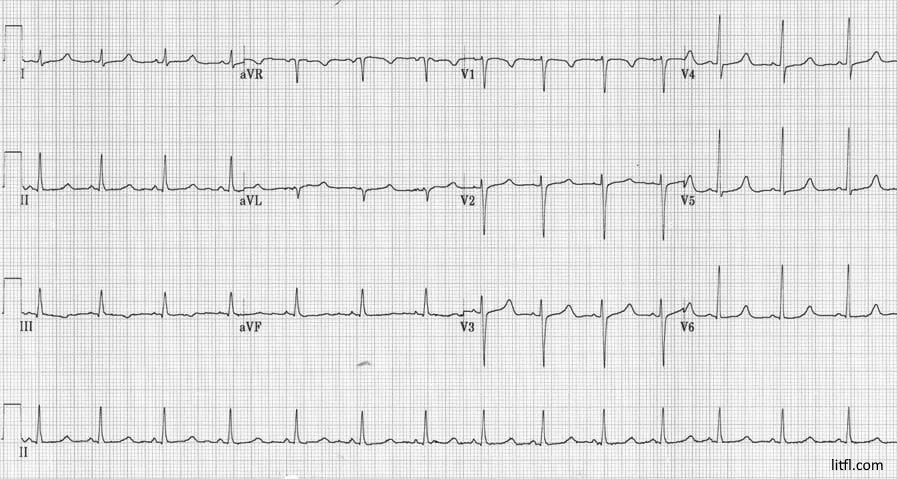 I aVR V1 V4
II aVL V2 V5
III aVF V3 V6
II
litfl.com